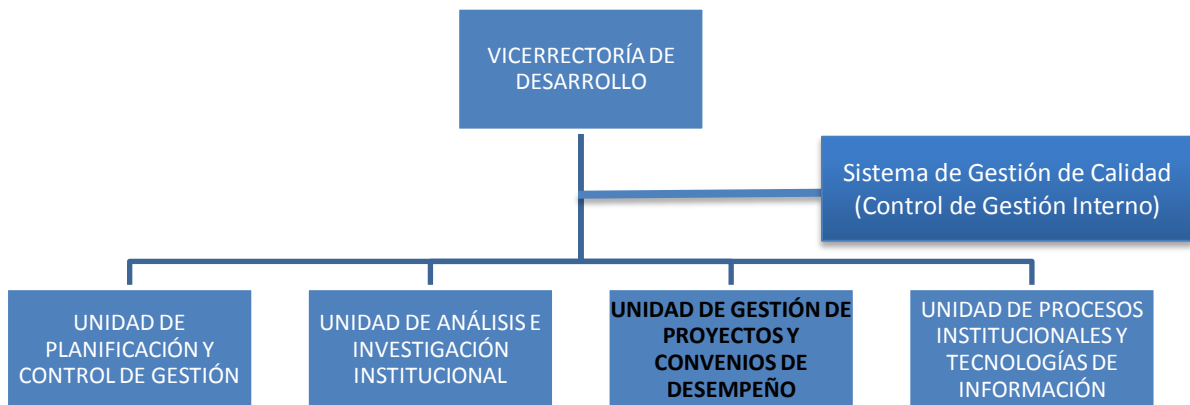 VICERRECTORÍA DE
DESARROLLO
Sistema de Gestión de Calidad
(Control de Gestión Interno)
UNIDAD DE
PLANIFICACIÓN Y
CONTROL DE GESTIÓN
UNIDAD DE ANÁLISIS E
INVESTIGACIÓN
INSTITUCIONAL
UNIDAD DE GESTIÓN DE
PROYECTOS Y
CONVENIOS DE
DESEMPEÑO
UNIDAD DE PROCESOS
INSTITUCIONALES Y
TECNOLOGÍAS DE
INFORMACIÓN